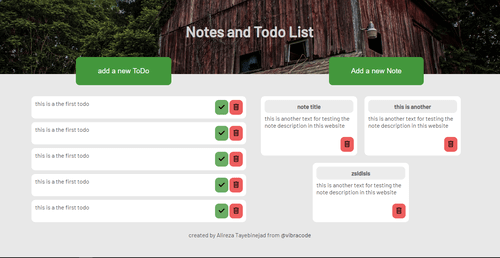 Notes and Todo List
add a new ToDo
add a new Note
this is a the first todo
this is a the first todo
this is a the first todo
this is a the first todo
this is a the first todo
note title
this is another text for testing the
note description in this website
this is another
this is another text for testing the
note description in this website
zsldlsls
this is another text for testing the
note description in this website
created by Alireza Tayebinejad from @vibracode